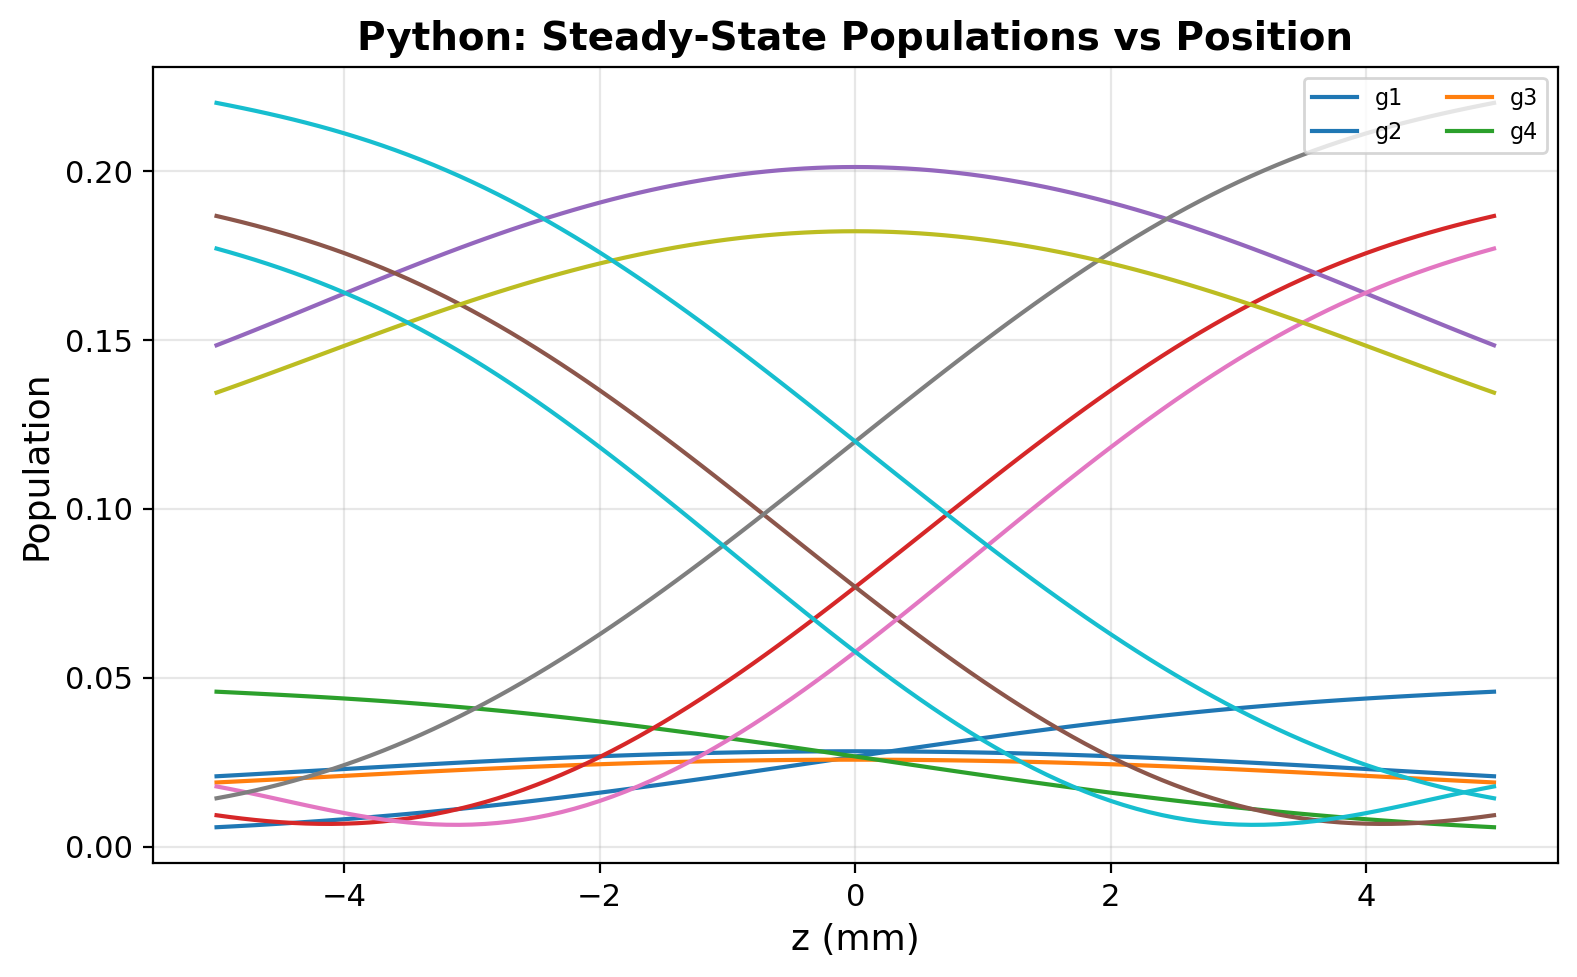 Python: Steady-State Populations vs Position
g1 g3
g2 g4
Population
0.20
0.15
0.10
0.05
0.00
−4 −2 0 2 4
z (mm)